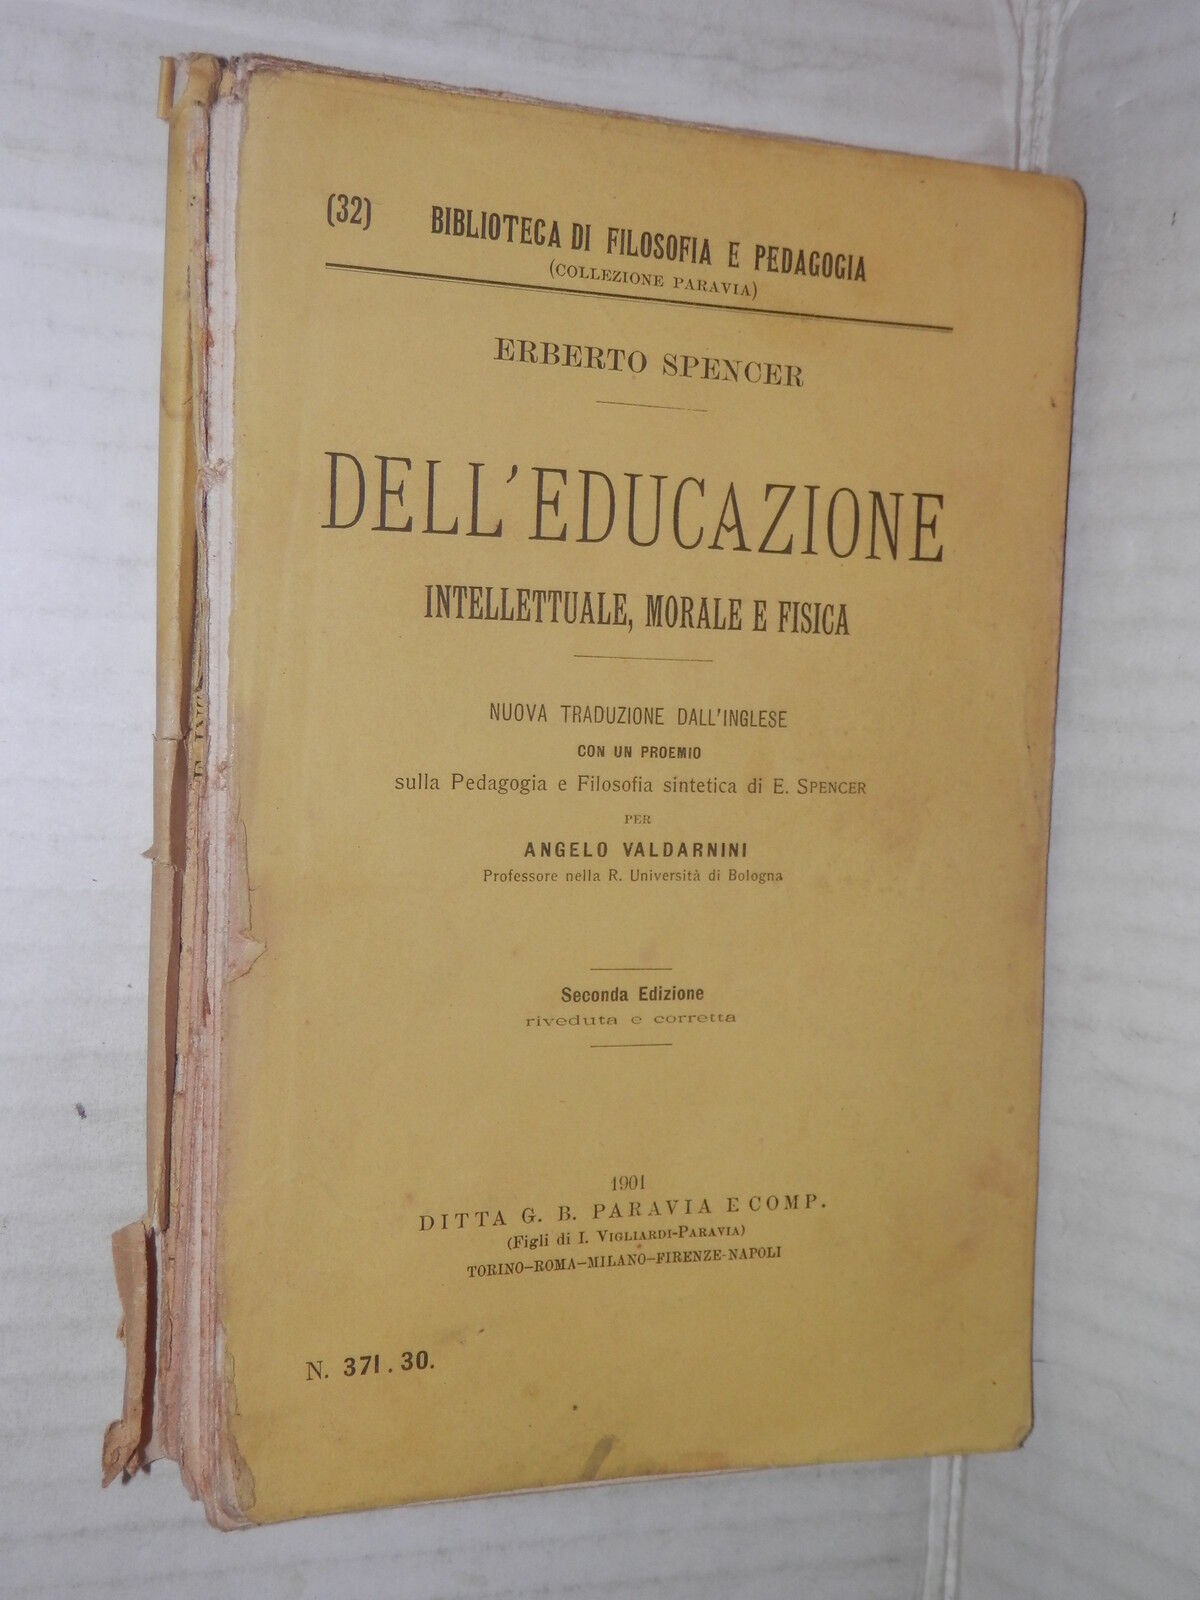 (32) BIBLIOTECA DI FILOSOFIA E PEDAGOGIA
(COLLEZIONE PARAVIA)
ERBERTO SPENCER
DELL'EDUCAZIONE
INTELLETTUALE, MORALE E FISICA
NUOVA TRADUZIONE DALL'INGLESE
CON UN PROEMIO
sulla Pedagogia e Filosofia sintetica di E. SPENCER
PER
ANGELO VALDARNINI
Professore nella R. Università di Bologna
Seconda Edizione
riveduta e corretta
1901
DITTA G. B. PARAVIA E COMP.
(Figli di I. VIGLIARDI-PARAVIA)
TORINO-ROMA-MILANO-FIRENZE-NAPOLI
N. 371.30.